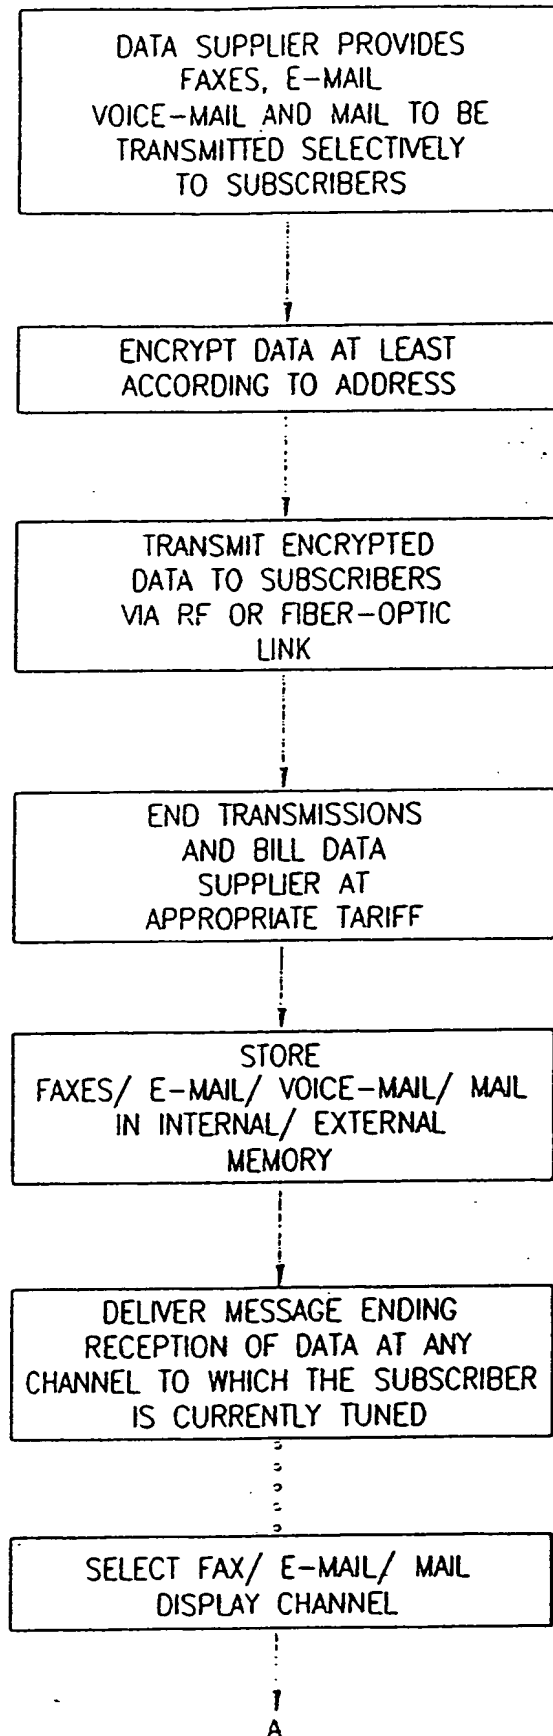 DATA SUPPLIER PROVIDES
FAXES, E-MAIL
VOICE-MAIL AND MAIL TO BE
TRANSMITTED SELECTIVELY
TO SUBSCRIBERS
ENCRYPT DATA AT LEAST
ACCORDING TO ADDRESS
TRANSMIT ENCRYPTED
DATA TO SUBSCRIBERS
VIA RF OR FIBER-OPTIC
LINK
END TRANSMISSIONS
AND BILL DATA
SUPPLIER AT
APPROPRIATE TARIFF
STORE
FAXES/ E-MAIL/ VOICE-MAIL/ MAIL
IN INTERNAL/ EXTERNAL
MEMORY
DELIVER MESSAGE ENDING
RECEPTION OF DATA AT ANY
CHANNEL TO WHICH THE SUBSCRIBER
IS CURRENTLY TUNED
SELECT FAX/ E-MAIL/ MAIL
DISPLAY CHANNEL
A